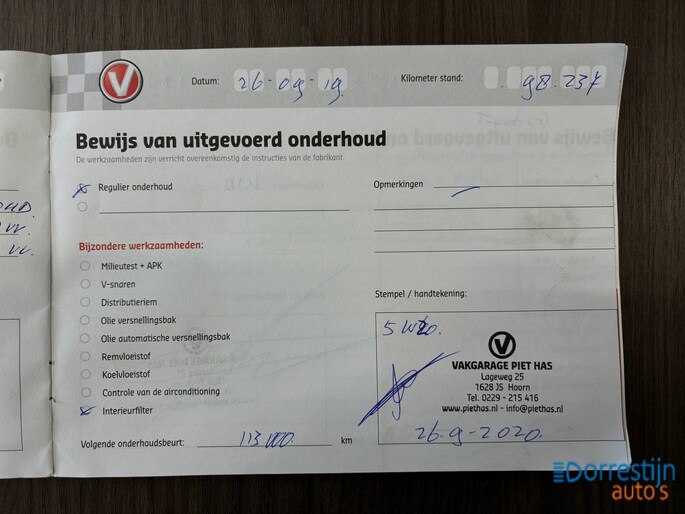 Datum: 26-09-19 Kilometer stand: 98.237
Bewijs van uitgevoerd onderhoud
De werkzaamheden zijn verricht overeenkomstig de instructies van de fabrikant.
Regulier onderhoud
Opmerkingen
Bijzondere werkzaamheden:
Milieutest + APK
V-snaren
Distributieriem
Olie versnellingsbak
Olie automatische versnellingsbak
Remvloeistof
Koelvloeistof
Controle van de airconditioning
Interieurfilter
Volgende onderhoudsbeurt: 113.000 km
Stempel / handtekening:
5W20.
V
VAKGARAGE PIET HAS
Lageweg 25
1628 JS Hoorn
Tel. 0229 - 215 416
www.piethas.nl - info@piethas.nl
26-9-2020.
Dorrestijn
auto's